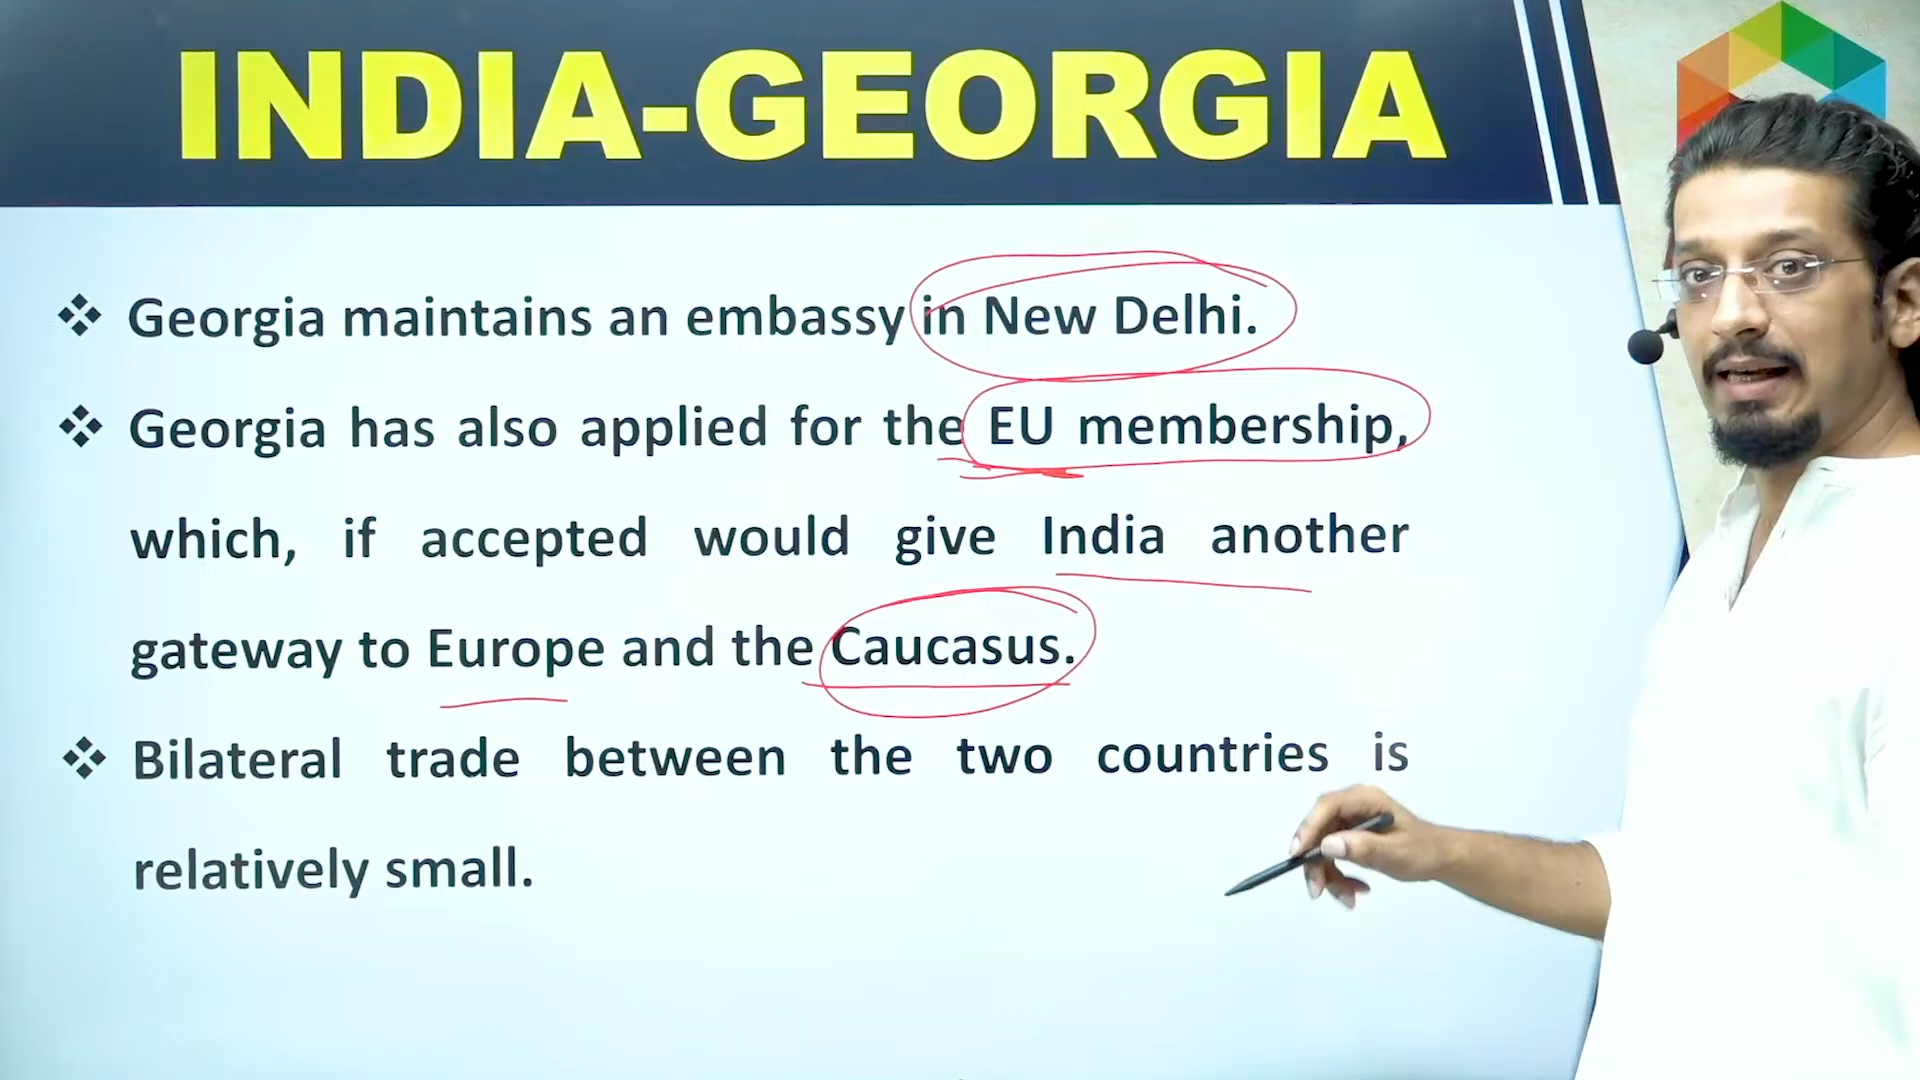 INDIA-GEORGIA
❖ Georgia maintains an embassy in New Delhi.
❖ Georgia has also applied for the EU membership,
which, if accepted would give India another
gateway to Europe and the Caucasus.
❖ Bilateral trade between the two countries is
relatively small.